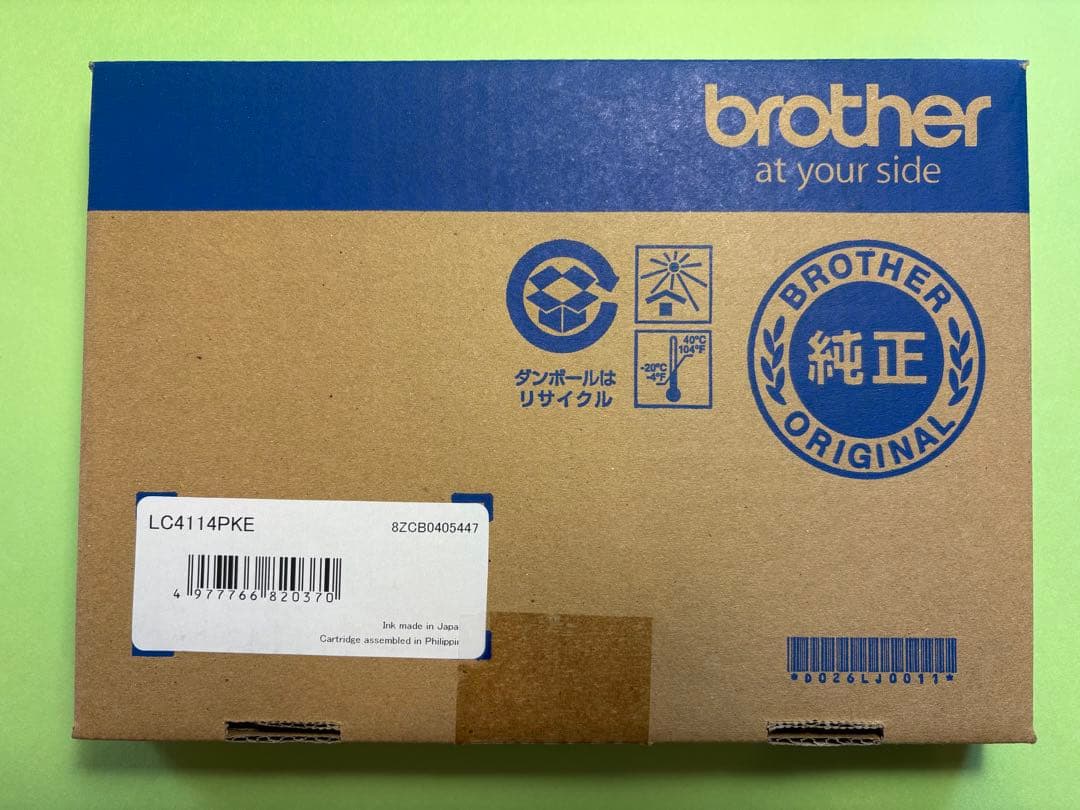 brother
at your side
40°C
104°F
-20°C
-4°F
ダンボールは
リサイクル
BROTHER
純正
ORIGINAL
LC4114PKE
8ZCB0405447
4 977766 820370
Ink made in Japa
Cartridge assembled in Philippi
*D026LJ0011*